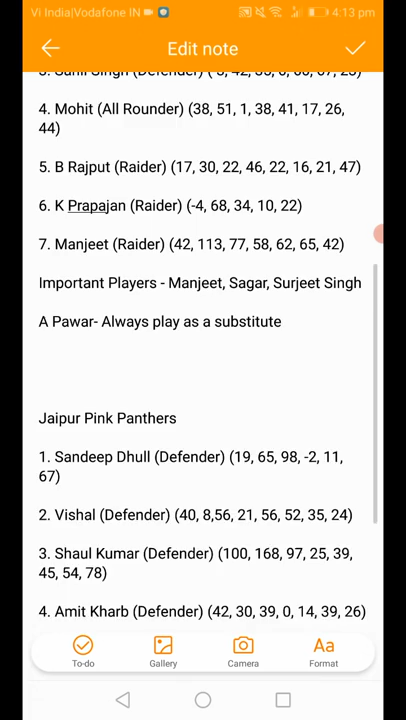 Vi IndiaVodafone IN 4:13 pm
Edit note
4. Mohit (All Rounder) (38, 51, 1, 38, 41, 17, 26,
44)
5. B Rajput (Raider) (17, 30, 22, 46, 22, 16, 21, 47)
6. K Prapajan (Raider) (-4, 68, 34, 10, 22)
7. Manjeet (Raider) (42, 113, 77, 58, 62, 65, 42)
Important Players - Manjeet, Sagar, Surjeet Singh
A Pawar- Always play as a substitute
Jaipur Pink Panthers
1. Sandeep Dhull (Defender) (19, 65, 98, -2, 11,
67)
2. Vishal (Defender) (40, 8,56, 21, 56, 52, 35, 24)
3. Shaul Kumar (Defender) (100, 168, 97, 25, 39,
45, 54, 78)
4. Amit Kharb (Defender) (42, 30, 39, 0, 14, 39, 26)
To-do Gallery Camera Aa Format